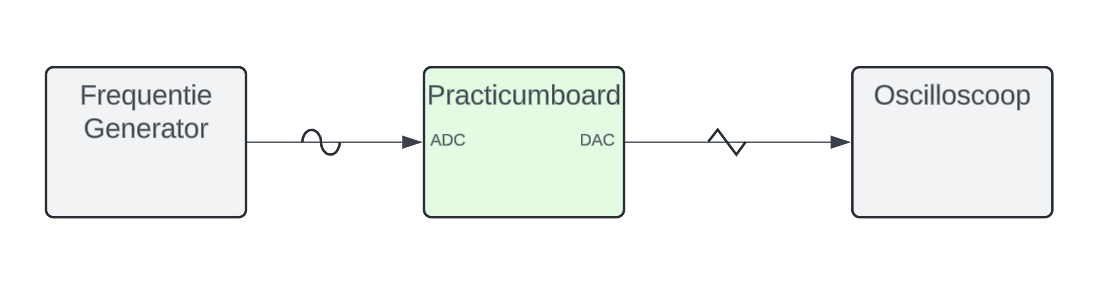 Frequentie
Generator
Practicumboard
ADC
DAC
Oscilloscoop